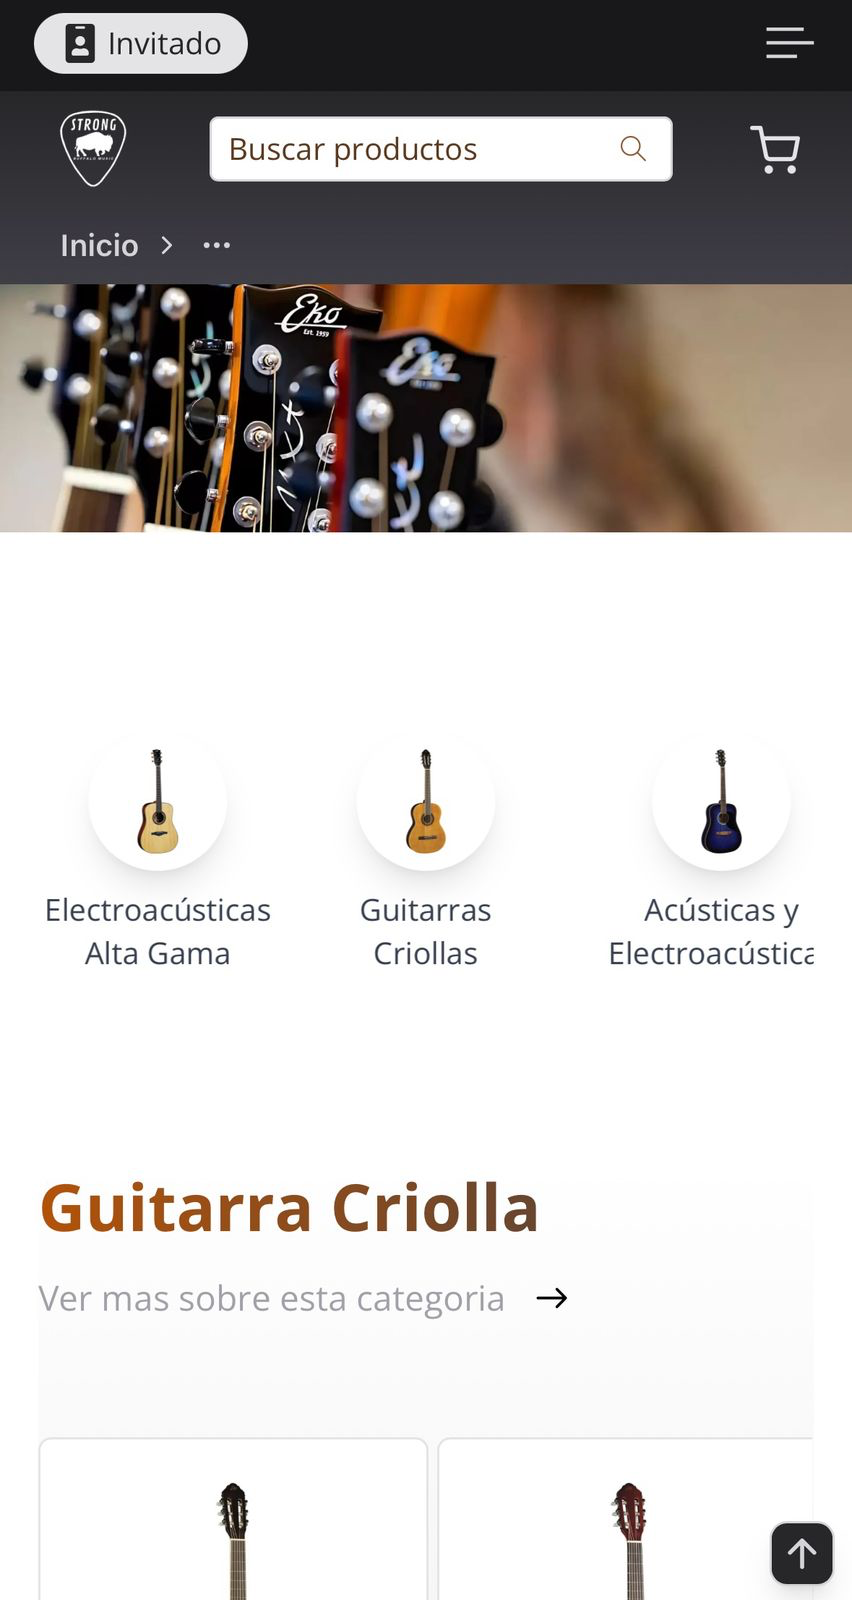 Invitado
STRONG
BUFFALO MUSIC
Buscar productos
Inicio
Eko
Est. 1959
Eko
Electroacústicas
Alta Gama
Guitarras
Criollas
Acústicas y
Electroacústica
Guitarra Criolla
Ver mas sobre esta categoria